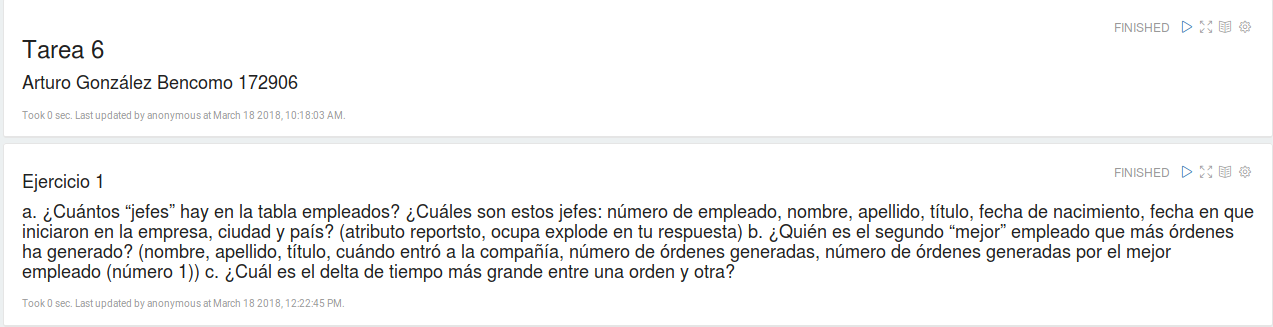 FINISHED
Tarea 6
Arturo González Bencomo 172906
Took 0 sec. Last updated by anonymous at March 18 2018, 10:18:03 AM.
FINISHED
Ejercicio 1
a. ¿Cuántos “jefes” hay en la tabla empleados? ¿Cuáles son estos jefes: número de empleado, nombre, apellido, título, fecha de nacimiento, fecha en que
iniciaron en la empresa, ciudad y país? (atributo reportsto, ocupa explode en tu respuesta) b. ¿Quién es el segundo “mejor” empleado que más órdenes
ha generado? (nombre, apellido, título, cuándo entró a la compañía, número de órdenes generadas, número de órdenes generadas por el mejor
empleado (número 1)) c. ¿Cuál es el delta de tiempo más grande entre una orden y otra?
Took 0 sec. Last updated by anonymous at March 18 2018, 12:22:45 PM.